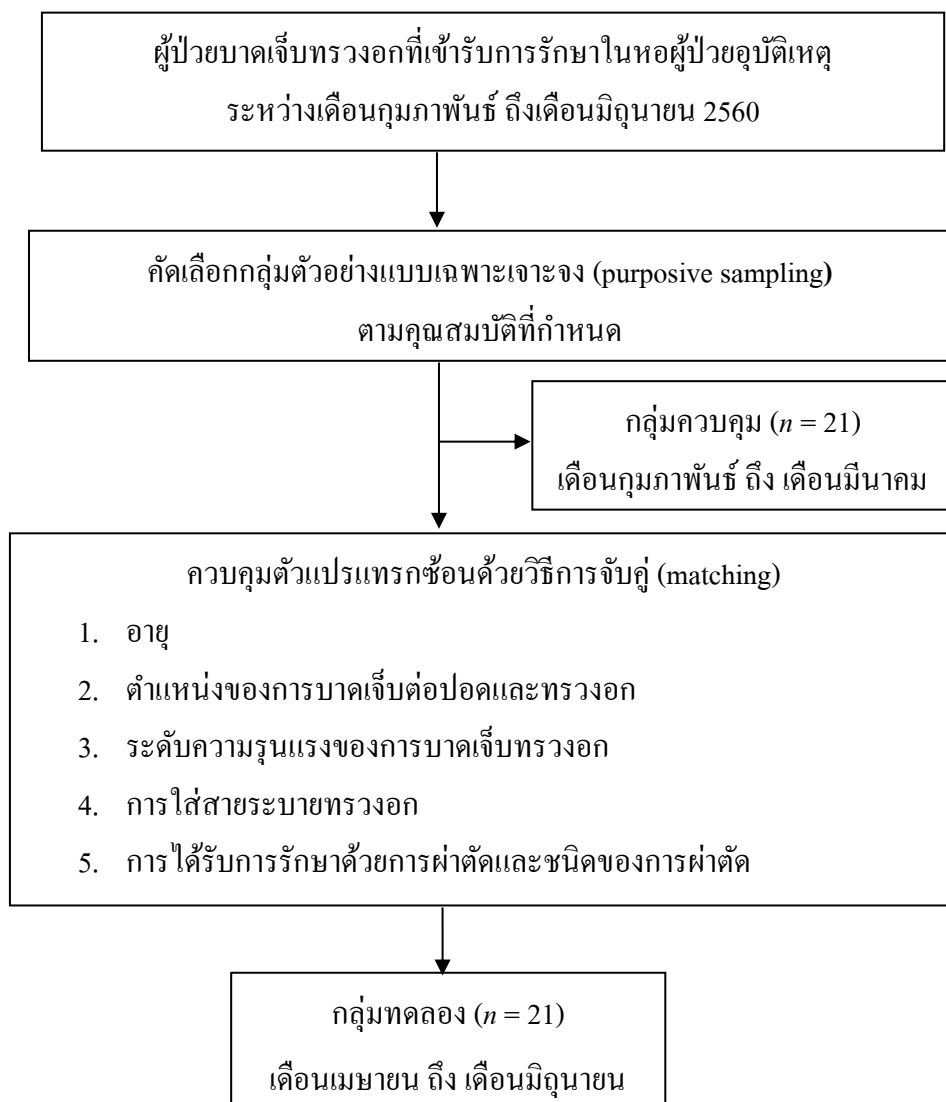 ผู้ป่วยบาดเจ็บทรวงอกที่เข้ารับการรักษาในหอผู้ป่วยอุบัติเหตุ
ระหว่างเดือนกุมภาพันธ์ ถึงเดือนมิถุนายน 2560
คัดเลือกกลุ่มตัวอย่างแบบเฉพาะเจาะจง (purposive sampling)
ตามคุณสมบัติที่กำหนด
กลุ่มควบคุม (n = 21)
เดือนกุมภาพันธ์ ถึง เดือนมีนาคม
ควบคุมตัวแปรแทรกซ้อนด้วยวิธีการจับคู่ (matching)
1. อายุ
2. ตำแหน่งของการบาดเจ็บต่อปอดและทรวงอก
3. ระดับความรุนแรงของการบาดเจ็บทรวงอก
4. การใส่สายระบายทรวงอก
5. การได้รับการรักษาด้วยการผ่าตัดและชนิดของการผ่าตัด
กลุ่มทดลอง (n = 21)
เดือนเมษายน ถึง เดือนมิถุนายน